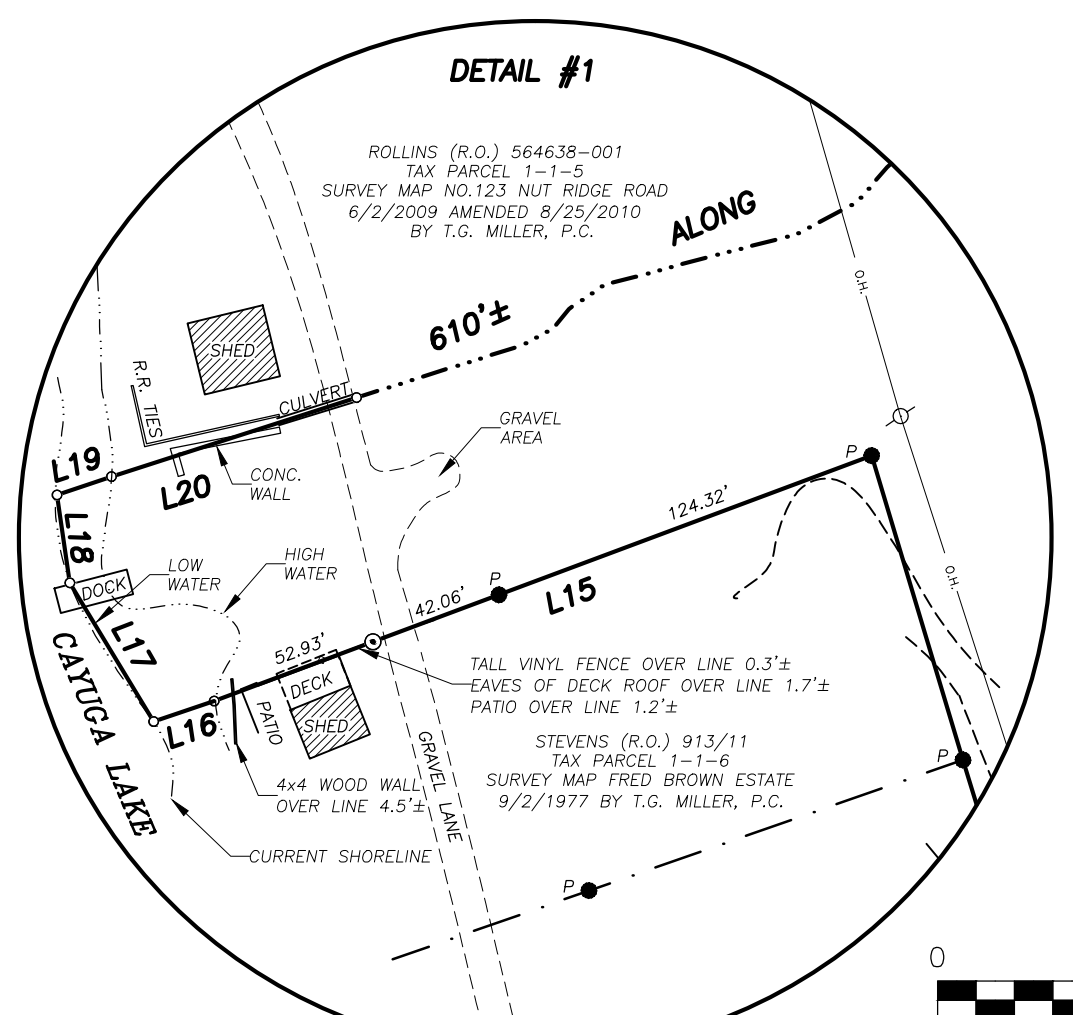 DETAIL #1
ROLLINS (R.O.) 564638-001
TAX PARCEL 1-1-5
SURVEY MAP NO.123 NUT RIDGE ROAD
6/2/2009 AMENDED 8/25/2010
BY T.G. MILLER, P.C.
ALONG
610'±
O.H.
SHED
R.R. TIES
CULVERT
GRAVEL
AREA
L19
L20
CONC.
WALL
P
124.32'
L18
DOCK
LOW
WATER
HIGH
WATER
P
L15
42.06'
O.H.
L17
52.93'
DECK
SHED
PATIO
L16
CAYUGA LAKE
TALL VINYL FENCE OVER LINE 0.3'±
EAVES OF DECK ROOF OVER LINE 1.7'±
PATIO OVER LINE 1.2'±
STEVENS (R.O.) 913/11
TAX PARCEL 1-1-6
SURVEY MAP FRED BROWN ESTATE
9/2/1977 BY T.G. MILLER, P.C.
P
4x4 WOOD WALL
OVER LINE 4.5'±
GRAVEL LANE
CURRENT SHORELINE
P
0